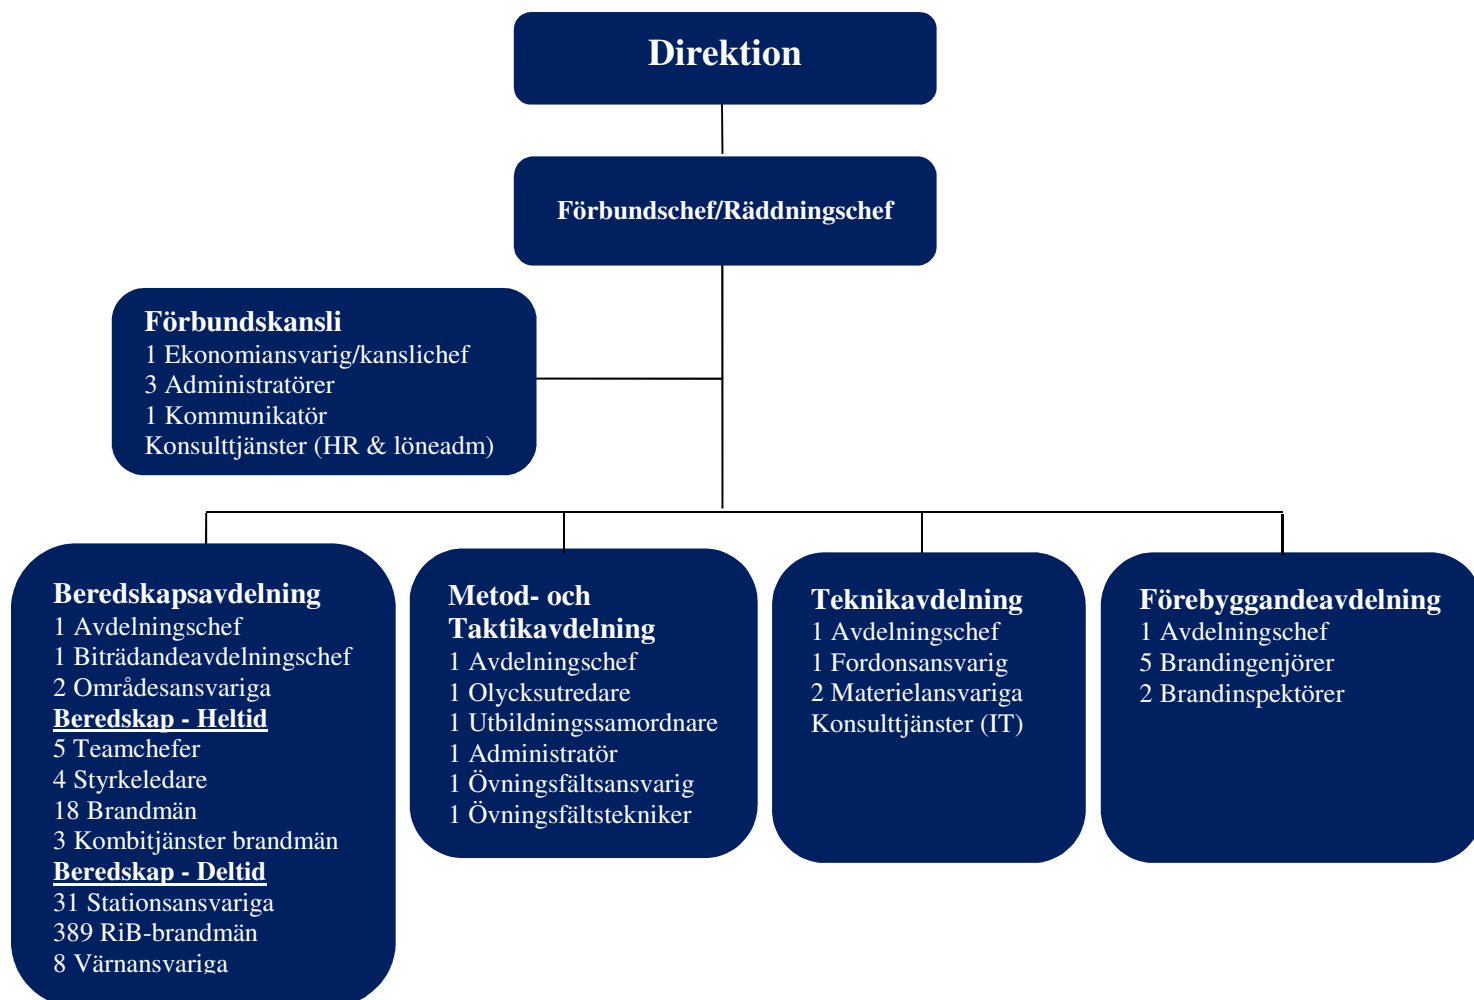 Direktion
Förbundschef/Räddningschef
Förbundskansli
1 Ekonomiansvarig/kanslichef
3 Administratörer
1 Kommunikatör
Konsulttjänster (HR & löneadm)
Beredskapsavdelning
1 Avdelningschef
1 Biträdandeavdelningschef
2 Områdesansvariga
Beredskap - Heltid
5 Teamchefer
4 Styrkeledare
18 Brandmän
3 Kombitjänster brandmän
Beredskap - Deltid
31 Stationsansvariga
389 RiB-brandmän
8 Värnansvariga
Metod- och
Taktikavdelning
1 Avdelningschef
1 Olycksutredare
1 Utbildningssamordnare
1 Administratör
1 Övningsfältsansvarig
1 Övningsfältstekniker
Teknikavdelning
1 Avdelningschef
1 Fordonsansvarig
2 Materielansvariga
Konsulttjänster (IT)
Förebyggandeavdelning
1 Avdelningschef
5 Brandingenjörer
2 Brandinspektörer